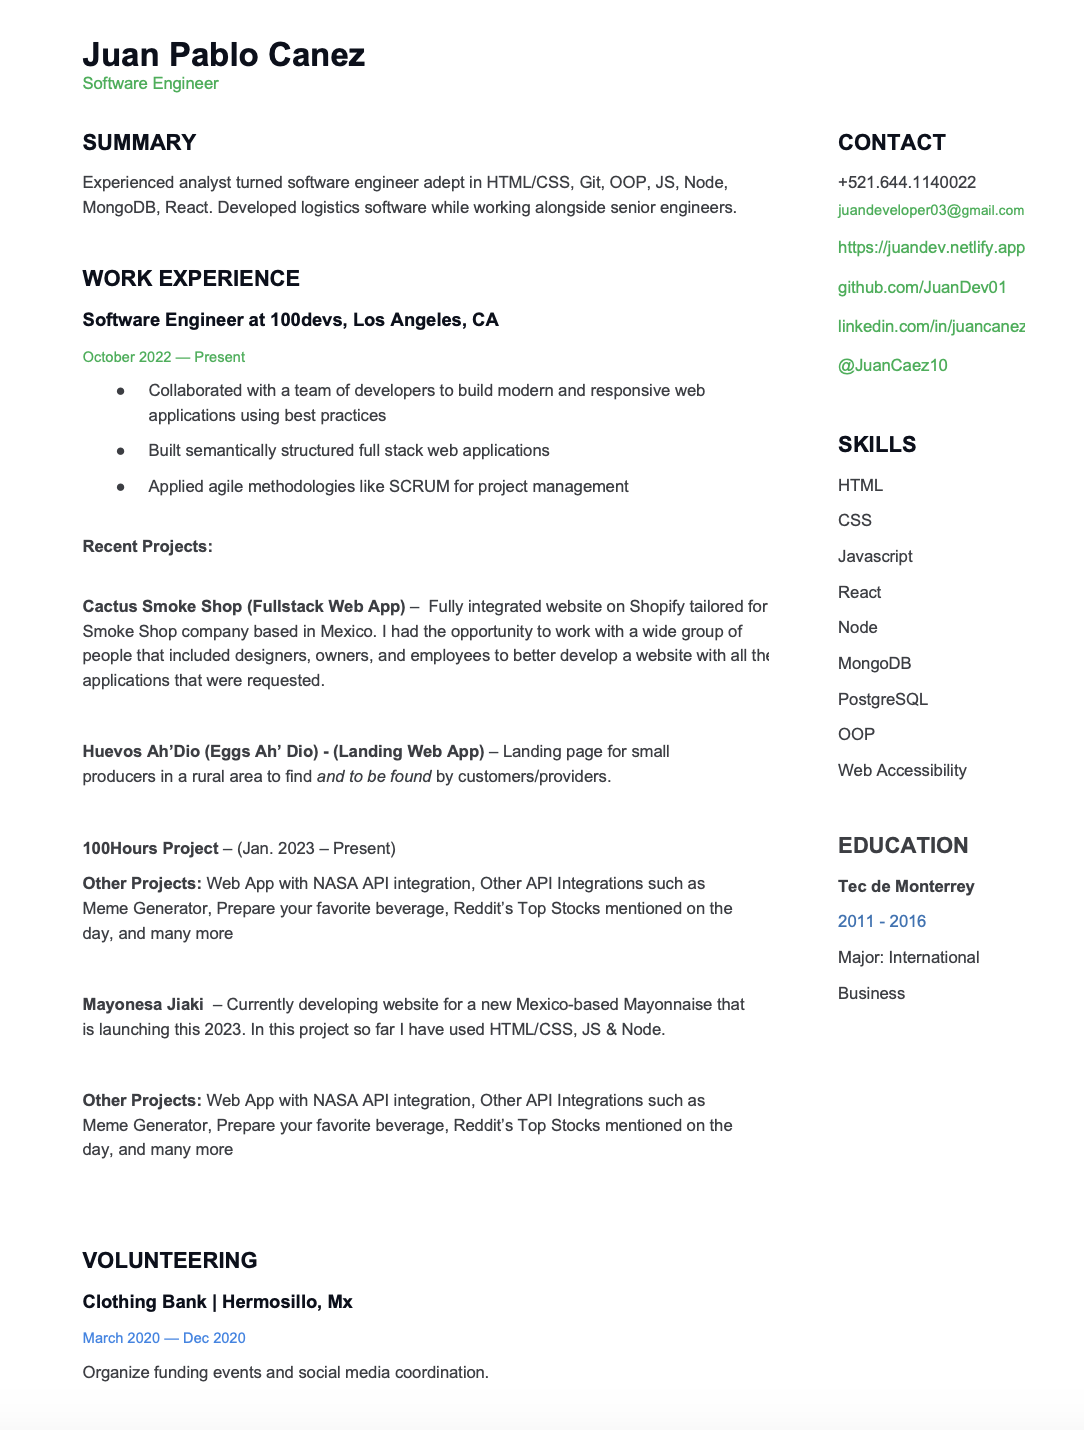 Juan Pablo Canez
Software Engineer
SUMMARY
Experienced analyst turned software engineer adept in HTML/CSS, Git, OOP, JS, Node,
MongoDB, React. Developed logistics software while working alongside senior engineers.
WORK EXPERIENCE
Software Engineer at 100devs, Los Angeles, CA
October 2022 — Present
● Collaborated with a team of developers to build modern and responsive web
applications using best practices
● Built semantically structured full stack web applications
● Applied agile methodologies like SCRUM for project management
Recent Projects:
Cactus Smoke Shop (Fullstack Web App) – Fully integrated website on Shopify tailored for
Smoke Shop company based in Mexico. I had the opportunity to work with a wide group of
people that included designers, owners, and employees to better develop a website with all the
applications that were requested.
Huevos Ah’Dio (Eggs Ah’ Dio) - (Landing Web App) – Landing page for small
producers in a rural area to find and to be found by customers/providers.
100Hours Project – (Jan. 2023 – Present)
Other Projects: Web App with NASA API integration, Other API Integrations such as
Meme Generator, Prepare your favorite beverage, Reddit’s Top Stocks mentioned on the
day, and many more
Mayonesa Jiaki – Currently developing website for a new Mexico-based Mayonnaise that
is launching this 2023. In this project so far I have used HTML/CSS, JS & Node.
Other Projects: Web App with NASA API integration, Other API Integrations such as
Meme Generator, Prepare your favorite beverage, Reddit’s Top Stocks mentioned on the
day, and many more
VOLUNTEERING
Clothing Bank | Hermosillo, Mx
March 2020 — Dec 2020
Organize funding events and social media coordination.
CONTACT
+521.644.1140022
juandeveloper03@gmail.com
https://juandev.netlify.app
github.com/JuanDev01
linkedin.com/in/juancanez
@JuanCaez10
SKILLS
HTML
CSS
Javascript
React
Node
MongoDB
PostgreSQL
OOP
Web Accessibility
EDUCATION
Tec de Monterrey
2011 - 2016
Major: International
Business